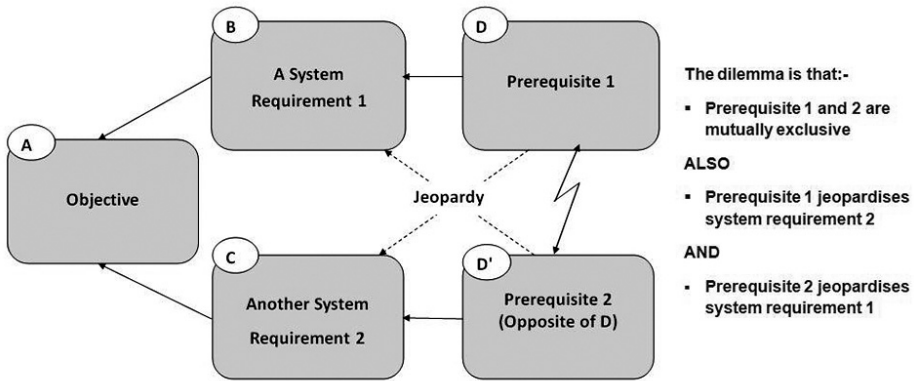 B
A System
Requirement 1
D
Prerequisite 1
A
Objective
Jeopardy
C
Another System
Requirement 2
D'
Prerequisite 2
(Opposite of D)
The dilemma is that:-
▪ Prerequisite 1 and 2 are
mutually exclusive
ALSO
▪ Prerequisite 1 jeopardises
system requirement 2
AND
- Prerequisite 2 jeopardises
system requirement 1